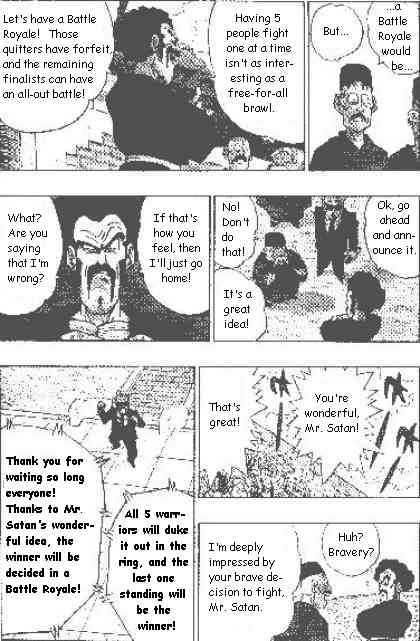 Let's have a Battle
Royale! Those
quitters have forfeit,
and the remaining
finalists can have
an all-out battle!
Having 5
people fight
one at a time
isn't as inter-
esting as a
free-for-all
brawl.
But...
...a
Battle
Royale
would
be...
What?
Are you
saying
that I'm
wrong?
If that's
how you
feel, then
I'll just go
home!
No!
Don't
do
that!
It's a
great
idea!
Ok, go
ahead
and ann-
ounce it.
Thank you for
waiting so long
everyone!
Thanks to Mr.
Satan's wonder-
ful idea, the
winner will be
decided in a
Battle Royale!
All 5 warr-
iors will duke
it out in the
ring, and the
last one
standing will
be the
winner!
That's
great!
You're
wonderful,
Mr. Satan!
I'm deeply
impressed by
your brave de-
cision to fight,
Mr. Satan.
Huh?
Bravery?